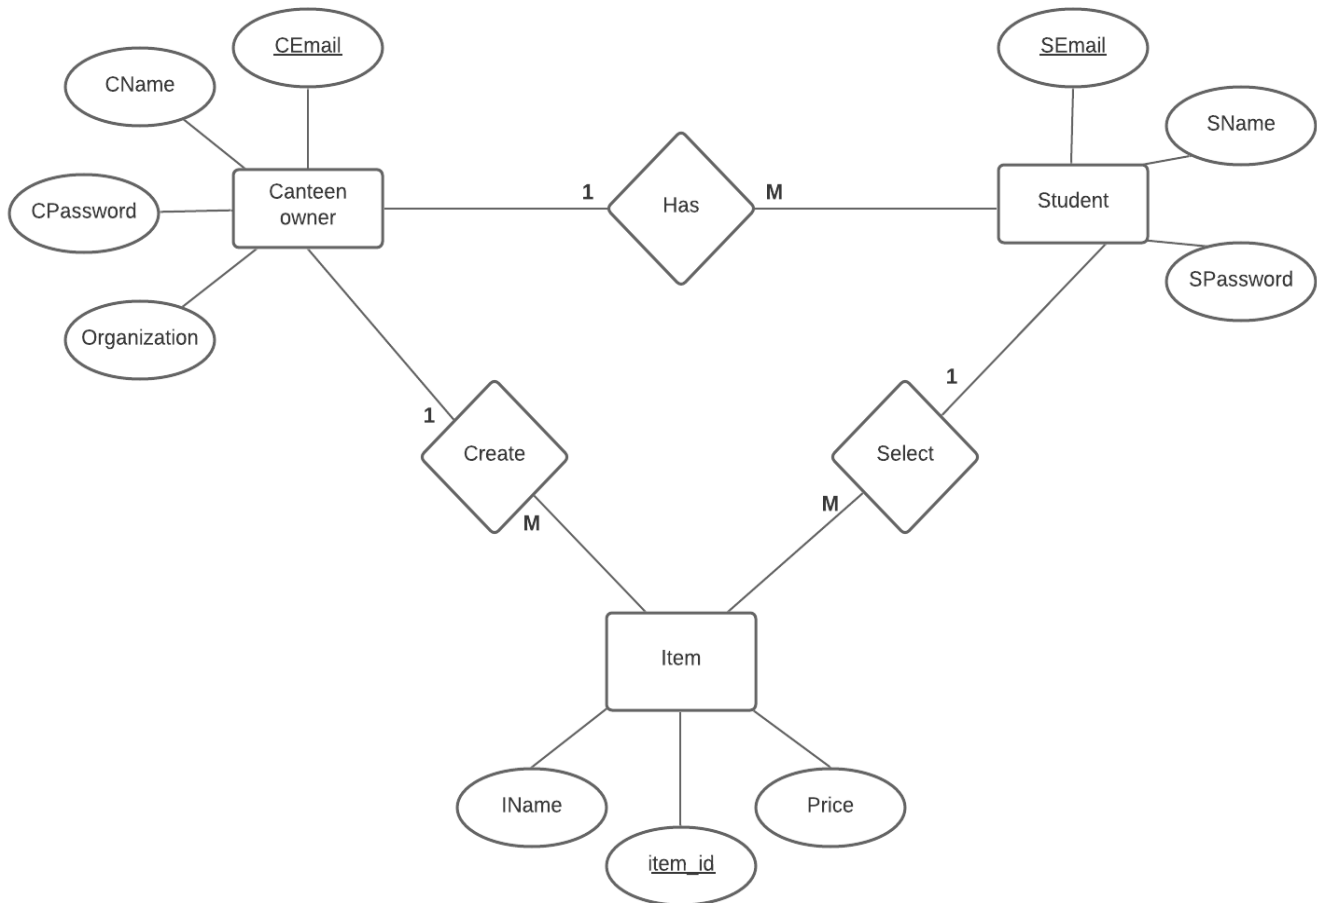 CEmail
SEmail
CName
SName
Canteen
owner
1
Has
M
Student
CPassword
SPassword
Organization
1
1
Create
Select
M
M
Item
IName
Price
item_id